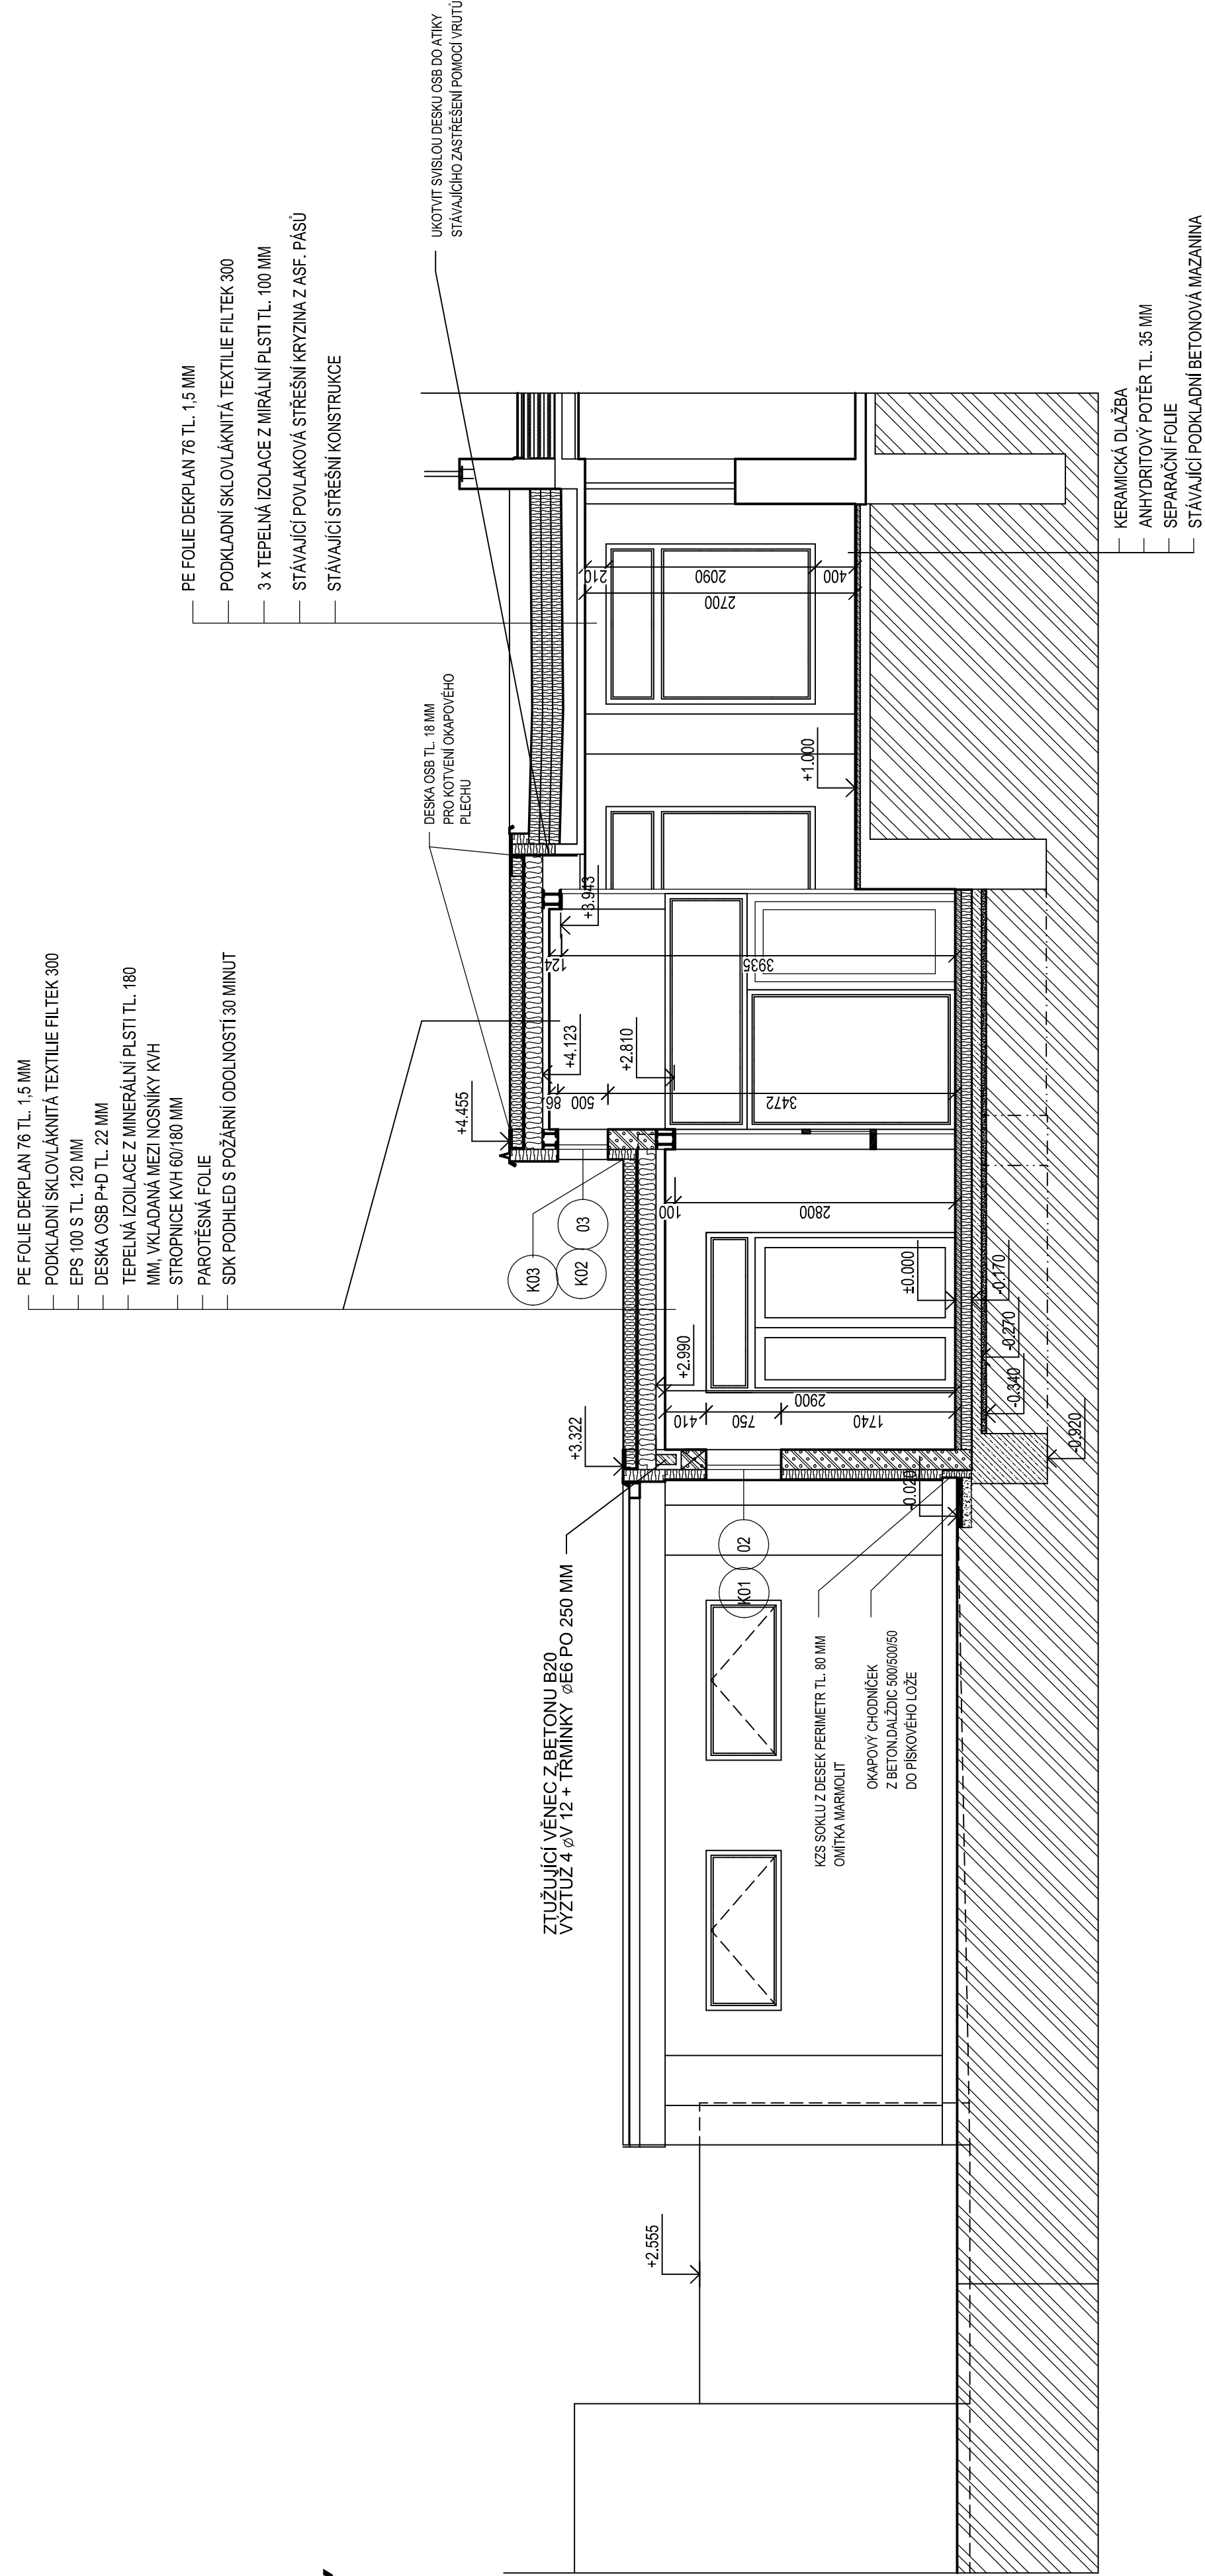 PE FOLIE DEKPLAN 76 TL. 1,5 MM
PODKLADNÍ SKLOVLÁKNITÁ TEXTILIE FILTEK 300
EPS 100 S TL. 120 MM
DESKA OSB P+D TL. 22 MM
TEPELNÁ IZOILACE Z MINERÁLNÍ PLSTI TL. 180
MM, VKLADANÁ MEZI NOSNÍKY KVH
STROPNICE KVH 60/180 MM
PAROTĚSNÁ FOLIE
SDK PODHLED S POŽÁRNÍ ODOLNOSTÍ 30 MINUT
PE FOLIE DEKPLAN 76 TL. 1,5 MM
PODKLADNÍ SKLOVLÁKNITÁ TEXTILIE FILTEK 300
3 x TEPELNÁ IZOLACE Z MIRÁLNÍ PLSTI TL. 100 MM
STÁVAJÍCÍ POVLAKOVÁ STŘEŠNÍ KRYZINA Z ASF. PÁSŮ
STÁVAJÍCÍ STŘEŠNÍ KONSTRUKCE
UKOTVIT SVISLOU DESKU OSB DO ATIKY
STÁVAJÍCÍHO ZASTŘEŠENÍ POMOCÍ VRUTŮ
DESKA OSB TL. 18 MM
PRO KOTVENÍ OKAPOVÉHO
PLECHU
ZTUŽUJÍCÍ VĚNEC Z BETONU B20
VÝZTUŽ 4 øV 12 + TRMÍNKY øE6 PO 250 MM
KZS SOKLU Z DESEK PERIMETR TL. 80 MM
OMÍTKA MARMOLIT
OKAPOVÝ CHODNÍČEK
Z BETON.DALŽDIC 500/500/50
DO PÍSKOVÉHO LOŽE
KERAMICKÁ DLAŽBA
ANHYDRITOVÝ POTĚR TL. 35 MM
SEPARAČNÍ FOLIE
STÁVAJÍCÍ PODKLADNÍ BETONOVÁ MAZANINA
+2.555
+3.322
+4.455
+2.990
+4.123
+2.810
+3.943
+1.000
±0.000
-0.020
-0.170
-0.270
-0.340
-0.920
K01
02
K02
03
K03
410
750
1740
2900
100
2800
86
500
3472
124
3935
210
2090
400
2700